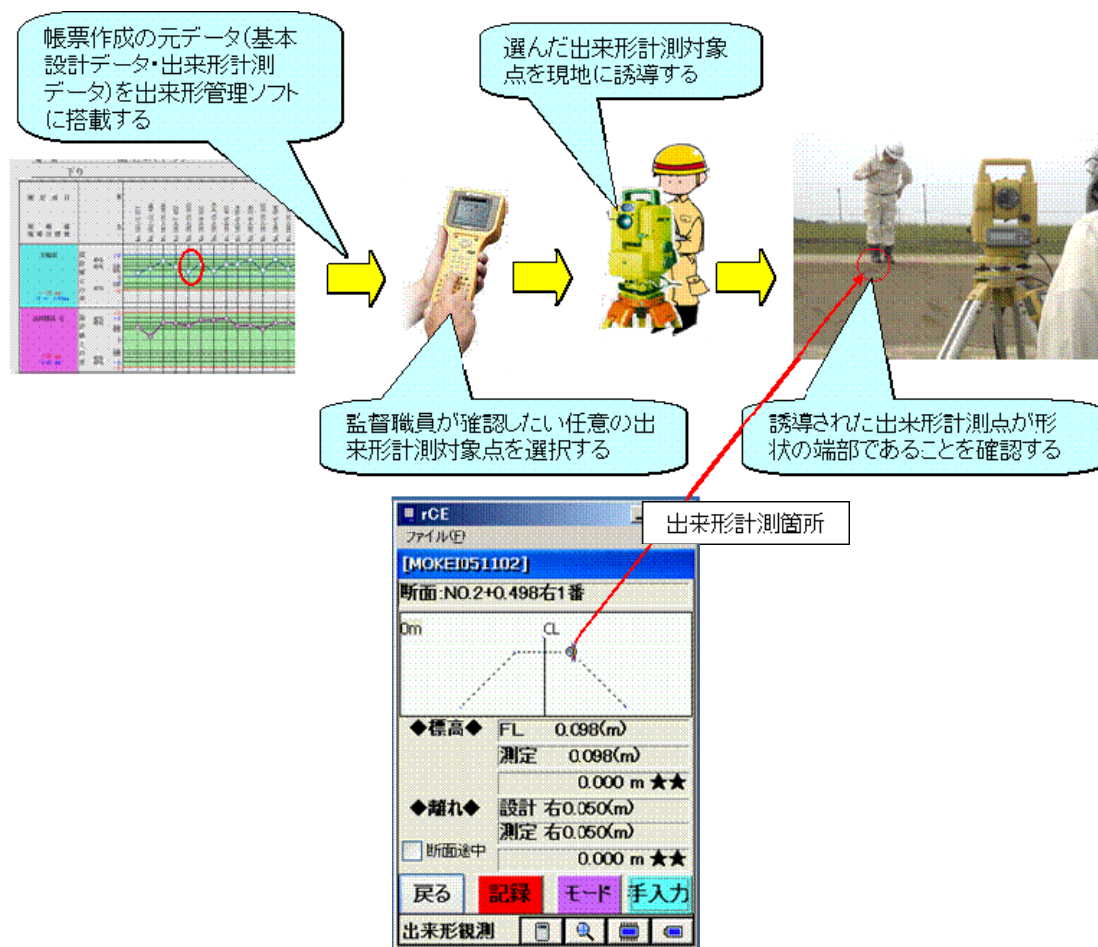 帳票作成の元データ(基本
設計データ・出来形計測
データ)を出来形管理ソフト
に搭載する
選んだ出来形計測対象
点を現地に誘導する
下り
監督職員が確認したい任意の出
来形計測対象点を選択する
誘導された出来形計測点が形
状の端部であることを確認する
出来形計測箇所
rCE
ファイル(F)
[MOKEI051102]
断面:NO.2+0.498右1番
0m
CL
◆標高◆ FL 0.098(m)
測定 0.098(m)
0.000 m ★★
◆離れ◆ 設計 右0.050(m)
測定 右0.050(m)
断面途中
0.000 m ★★
戻る 記録 モード 手入力
出来形観測